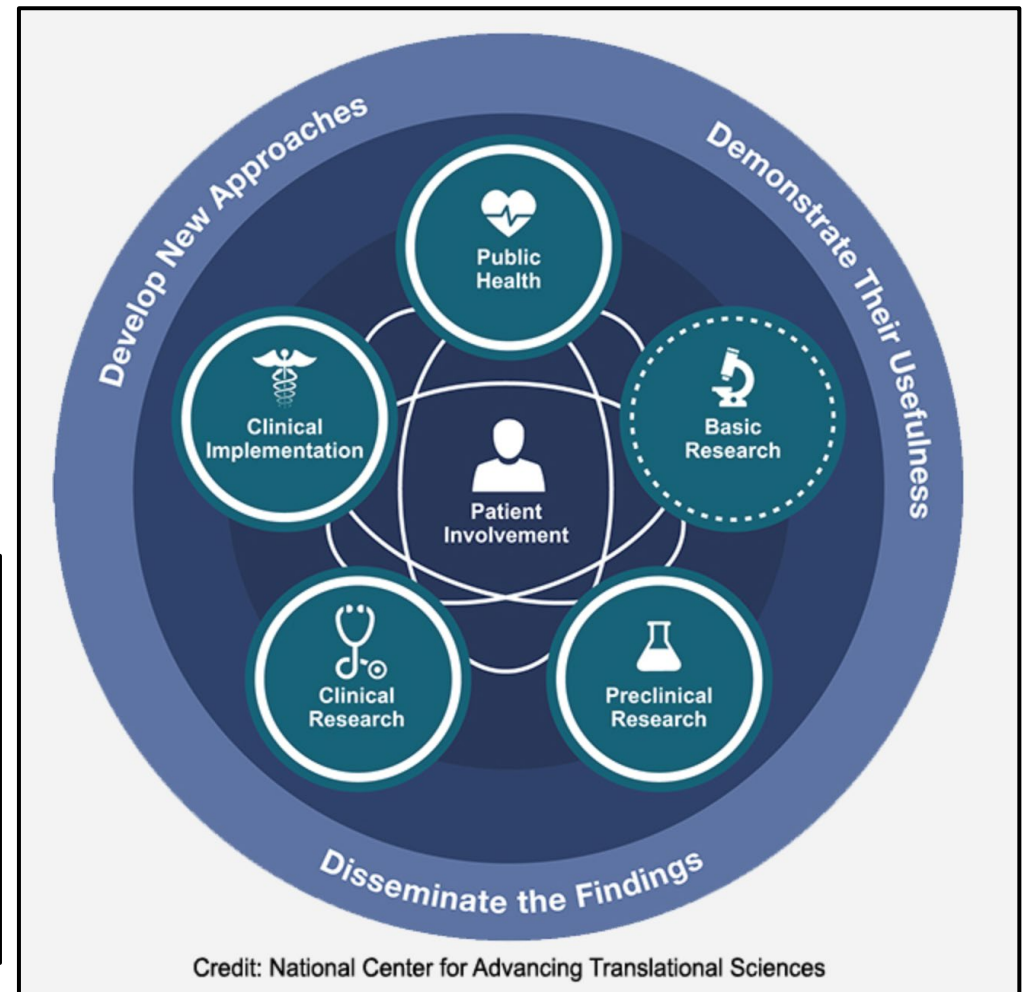 Develop New Approaches
Demonstrate Their Usefulness
Public
Health
Clinical
Implementation
Basic
Research
Patient
Involvement
Clinical
Research
Preclinical
Research
Disseminate the Findings
Credit: National Center for Advancing Translational Sciences